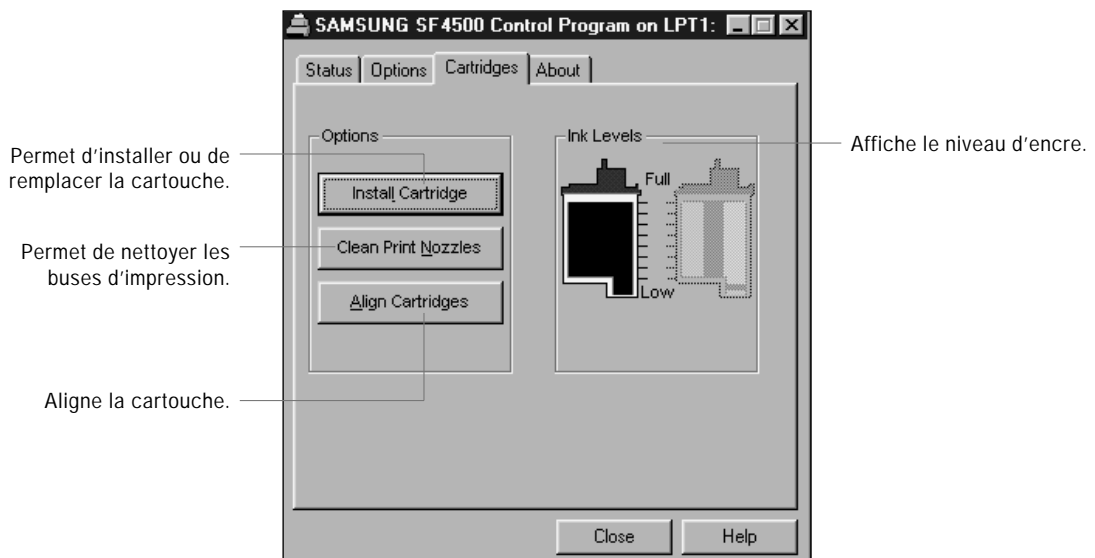 SAMSUNG SF4500 Control Program on LPT1:
Status Options Cartridges About
Options
Install Cartridge
Clean Print Nozzles
Align Cartridges
Ink Levels
Full
Low
Close Help
Permet d'installer ou de
remplacer la cartouche.
Permet de nettoyer les
buses d'impression.
Aligne la cartouche.
Affiche le niveau d'encre.